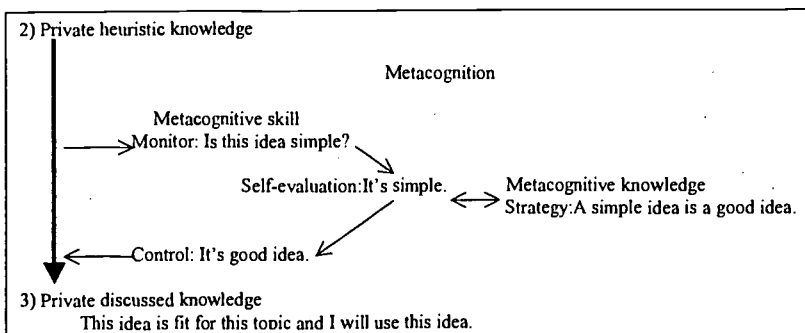 2) Private heuristic knowledge
Metacognition
Metacognitive skill
Monitor: Is this idea simple?
Self-evaluation:It's simple.
Metacognitive knowledge
Strategy:A simple idea is a good idea.
Control: It's good idea.
3) Private discussed knowledge
This idea is fit for this topic and I will use this idea.